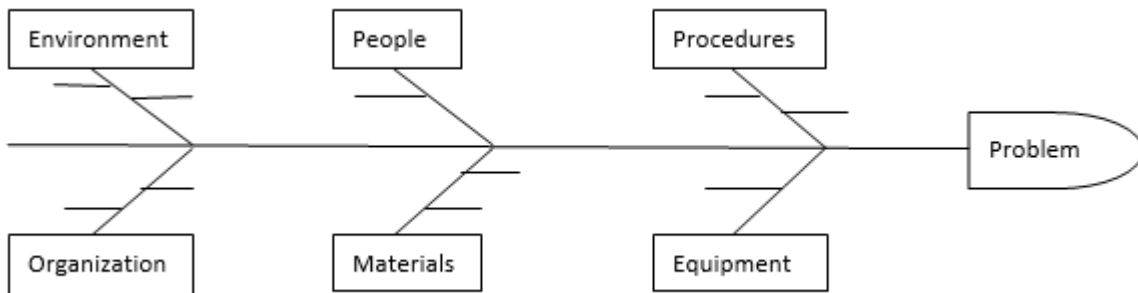 Environment
People
Procedures
Problem
Organization
Materials
Equipment